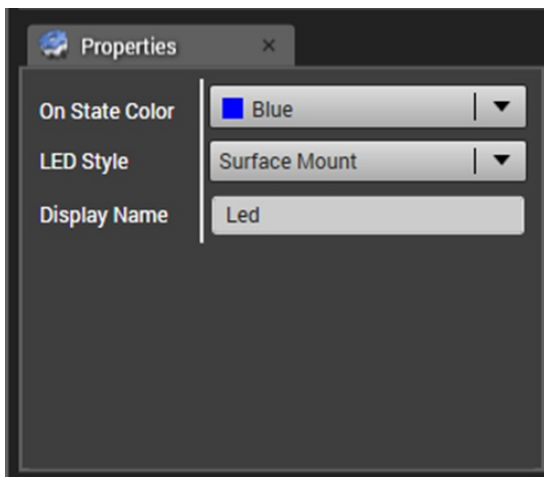 Properties
On State Color Blue
LED Style Surface Mount
Display Name Led